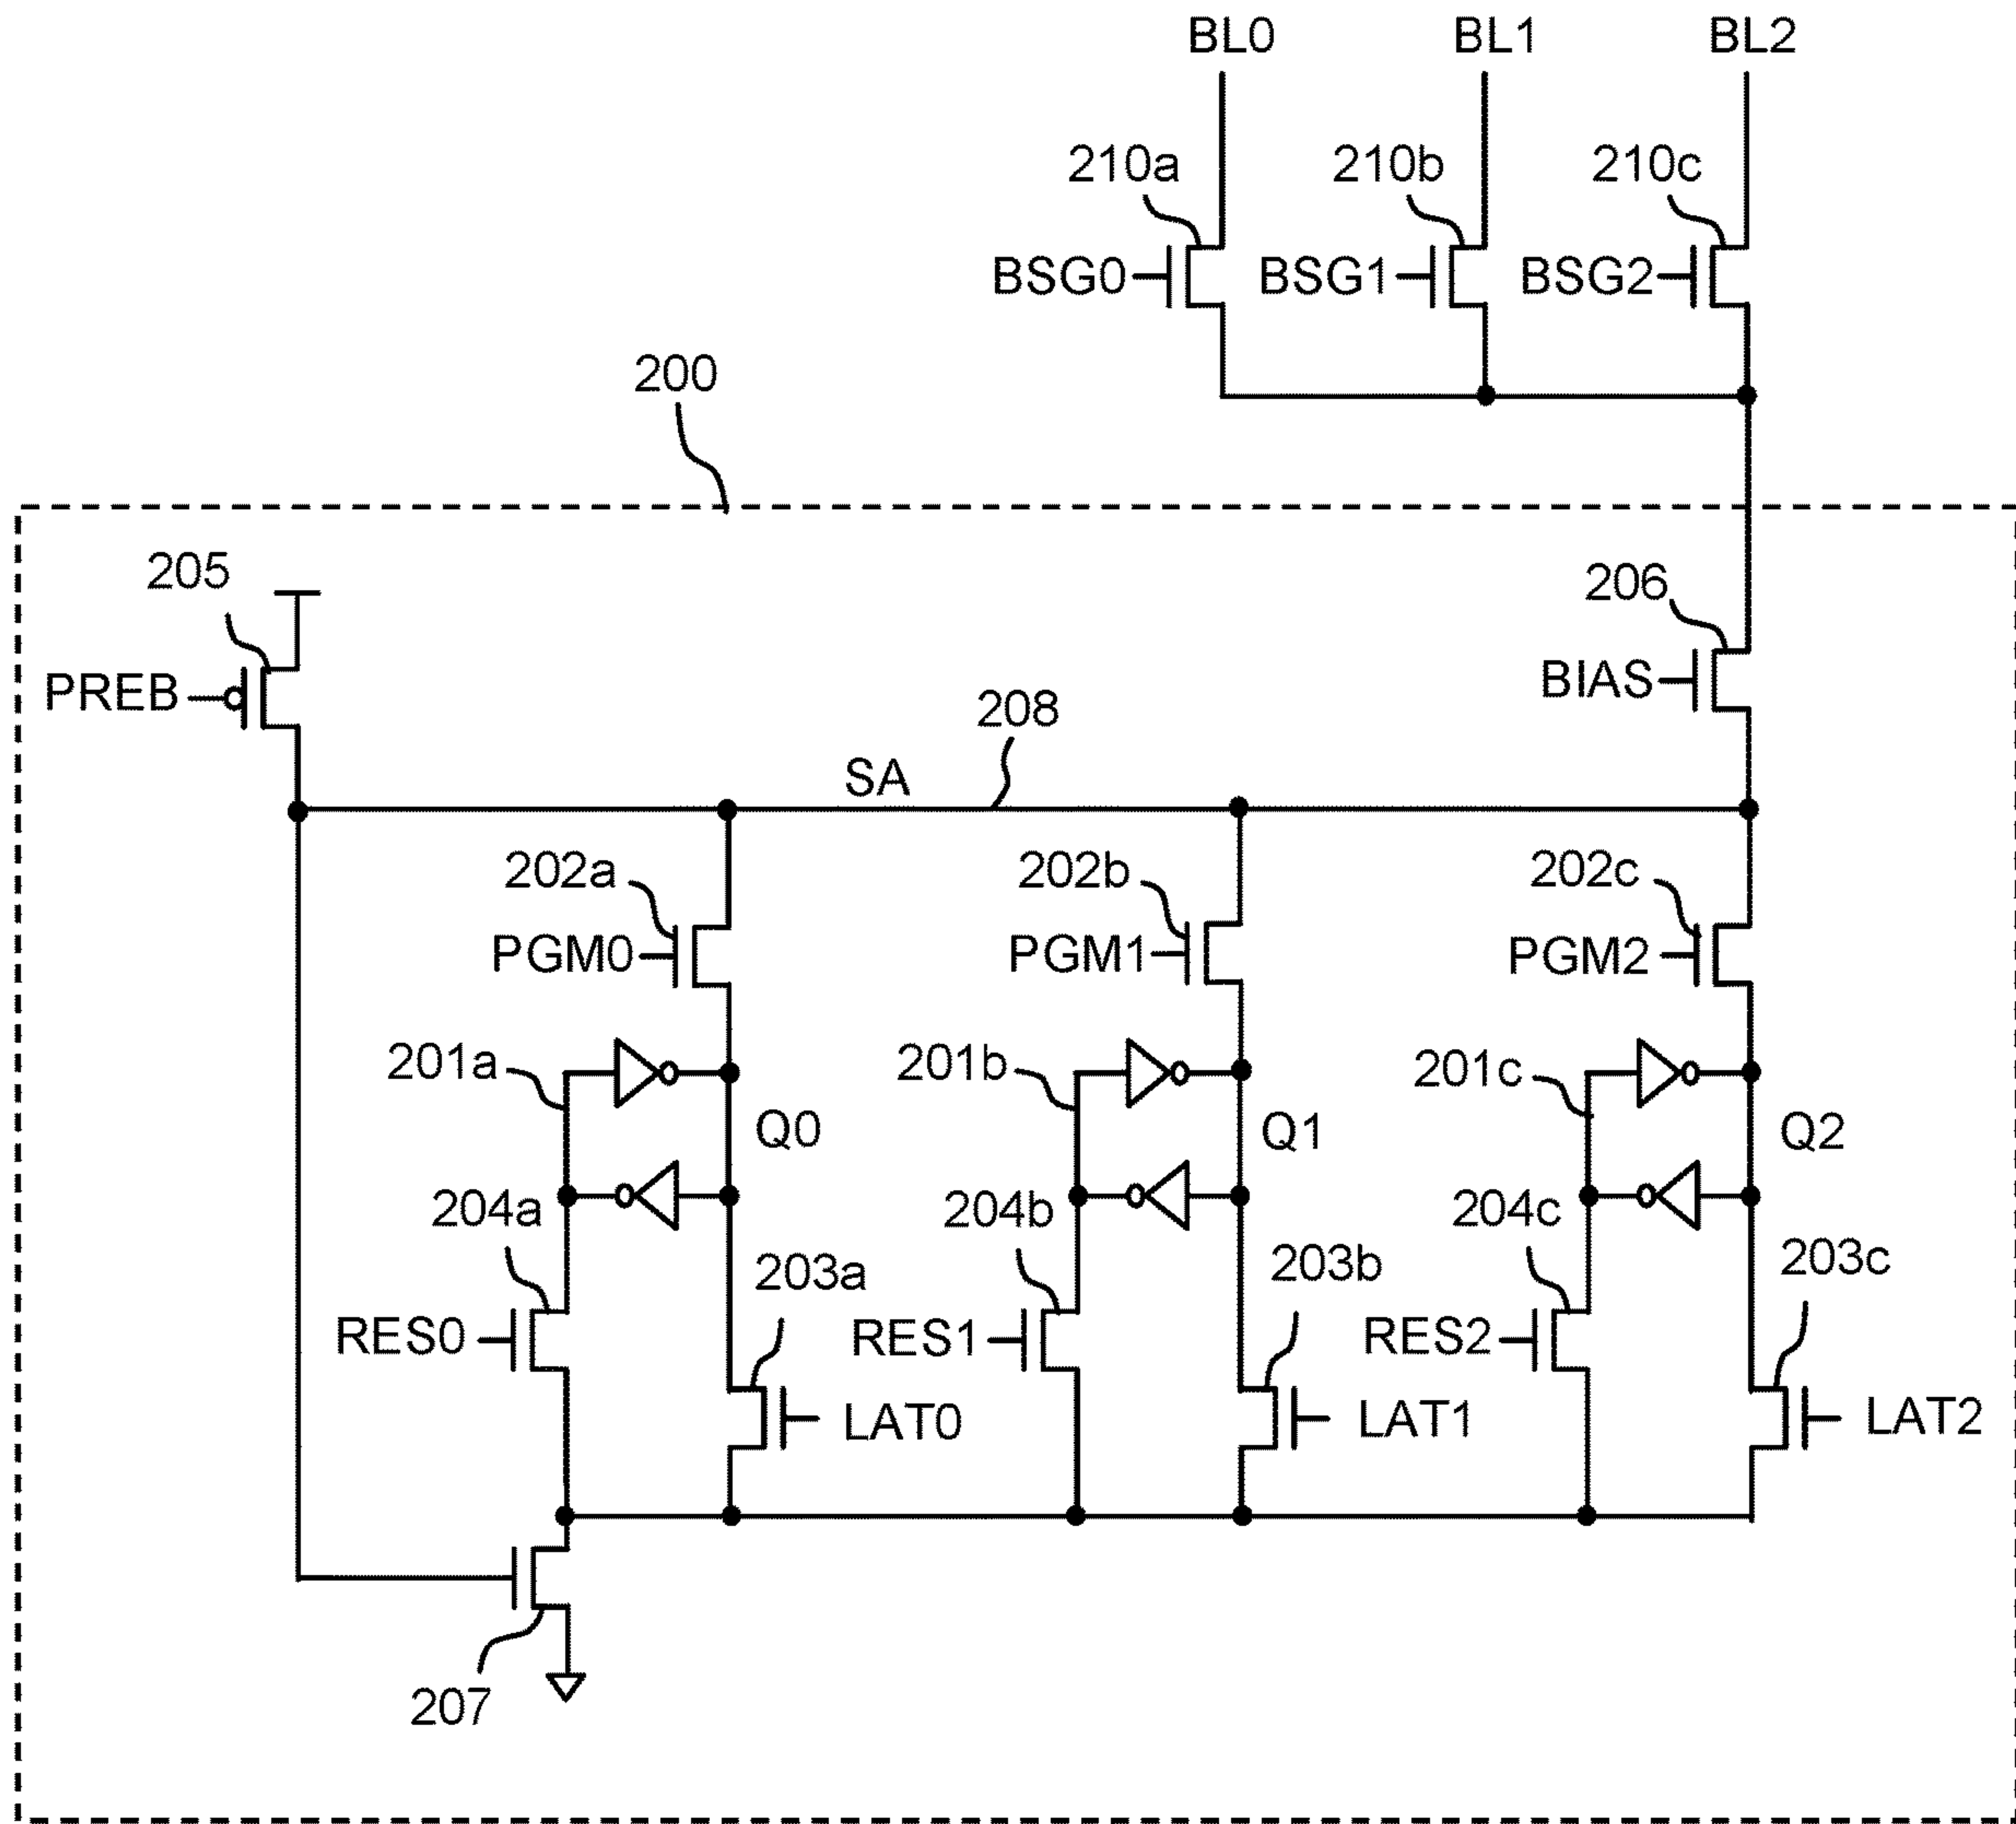 BL0 BL1 BL2
210a 210b 210c
BSG0 BSG1 BSG2
200
205 206
PREB BIAS
208
SA
202a 202b 202c
PGM0 PGM1 PGM2
201a 201b 201c
Q0 Q1 Q2
204a 204b 204c
203a 203b 203c
RES0 RES1 RES2
LAT0 LAT1 LAT2
207